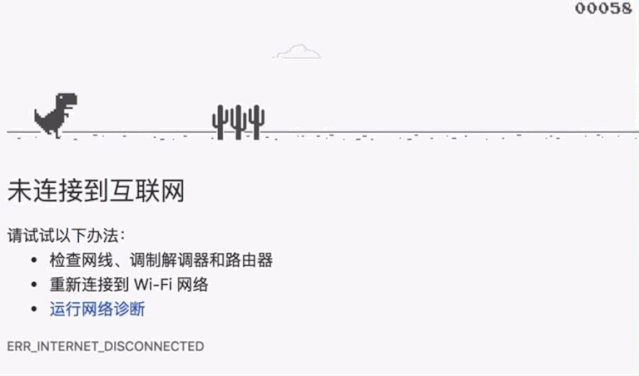 00058
未连接到互联网
请试试以下办法：
• 检查网线、调制解调器和路由器
• 重新连接到 Wi-Fi 网络
• 运行网络诊断
ERR_INTERNET_DISCONNECTED